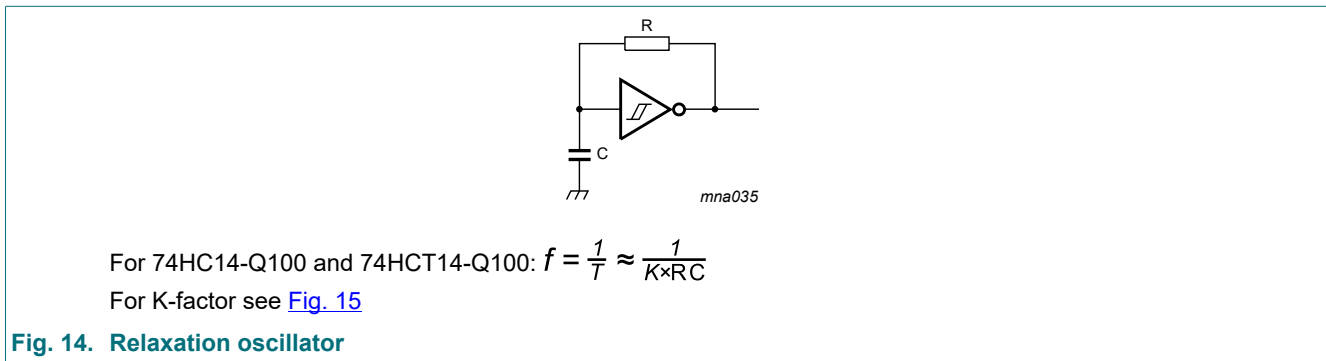 R
C
mna035
For 74HC14-Q100 and 74HCT14-Q100: f = 1/T ≈ 1/K×RC
For K-factor see Fig. 15
Fig. 14. Relaxation oscillator